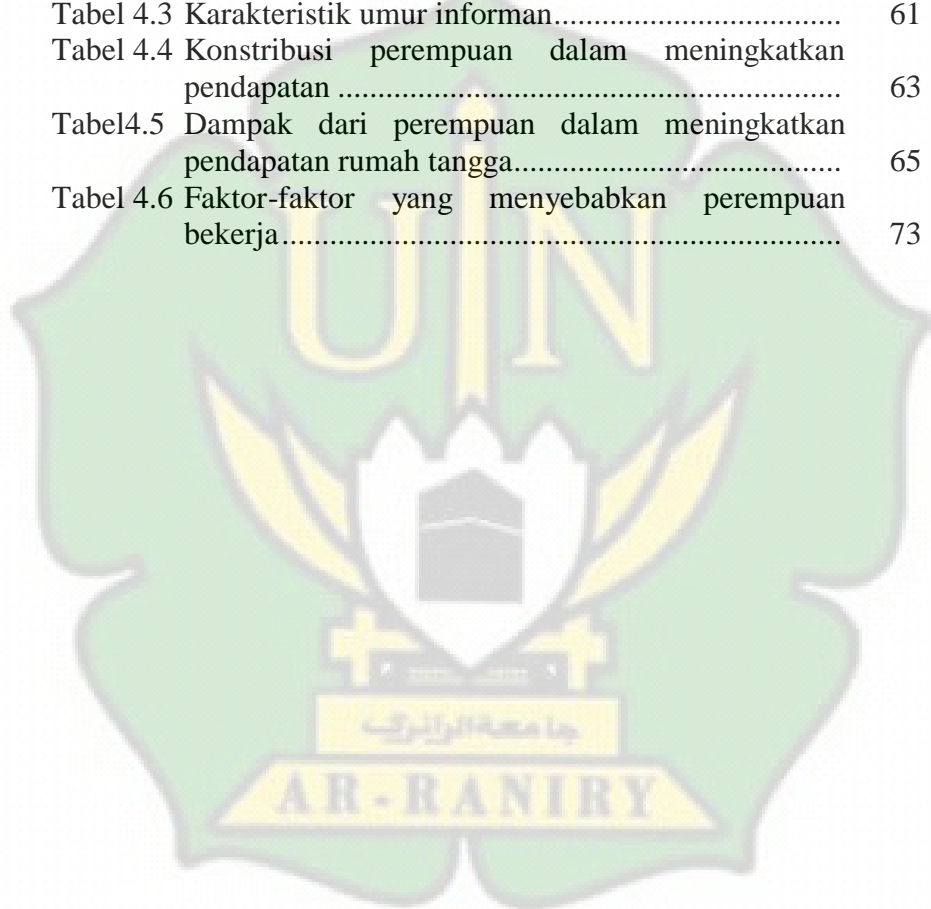 Tabel 4.3 Karakteristik umur informan.................................. 61
Tabel 4.4 Konstribusi perempuan dalam meningkatkan
pendapatan ............................................................ 63
Tabel4.5 Dampak dari perempuan dalam meningkatkan
pendapatan rumah tangga....................................... 65
Tabel 4.6 Faktor-faktor yang menyebabkan perempuan
bekerja................................................................... 73
UIN
جامعةالرانري
AR-RANIRY